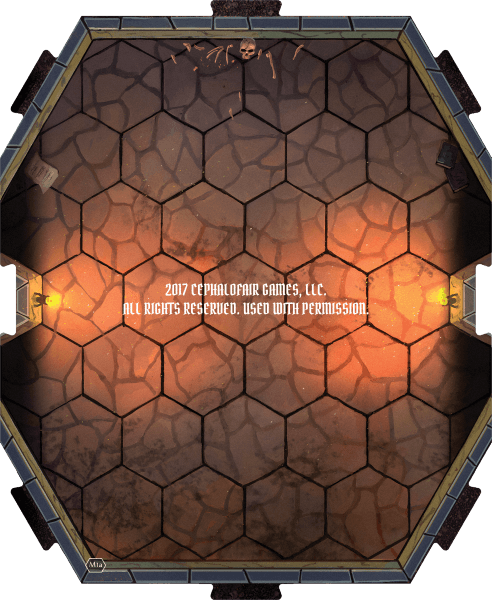 2017 CEPHALOFAIR GAMES, LLC.
ALL RIGHTS RESERVED. USED WITH PERMISSION.
M1a